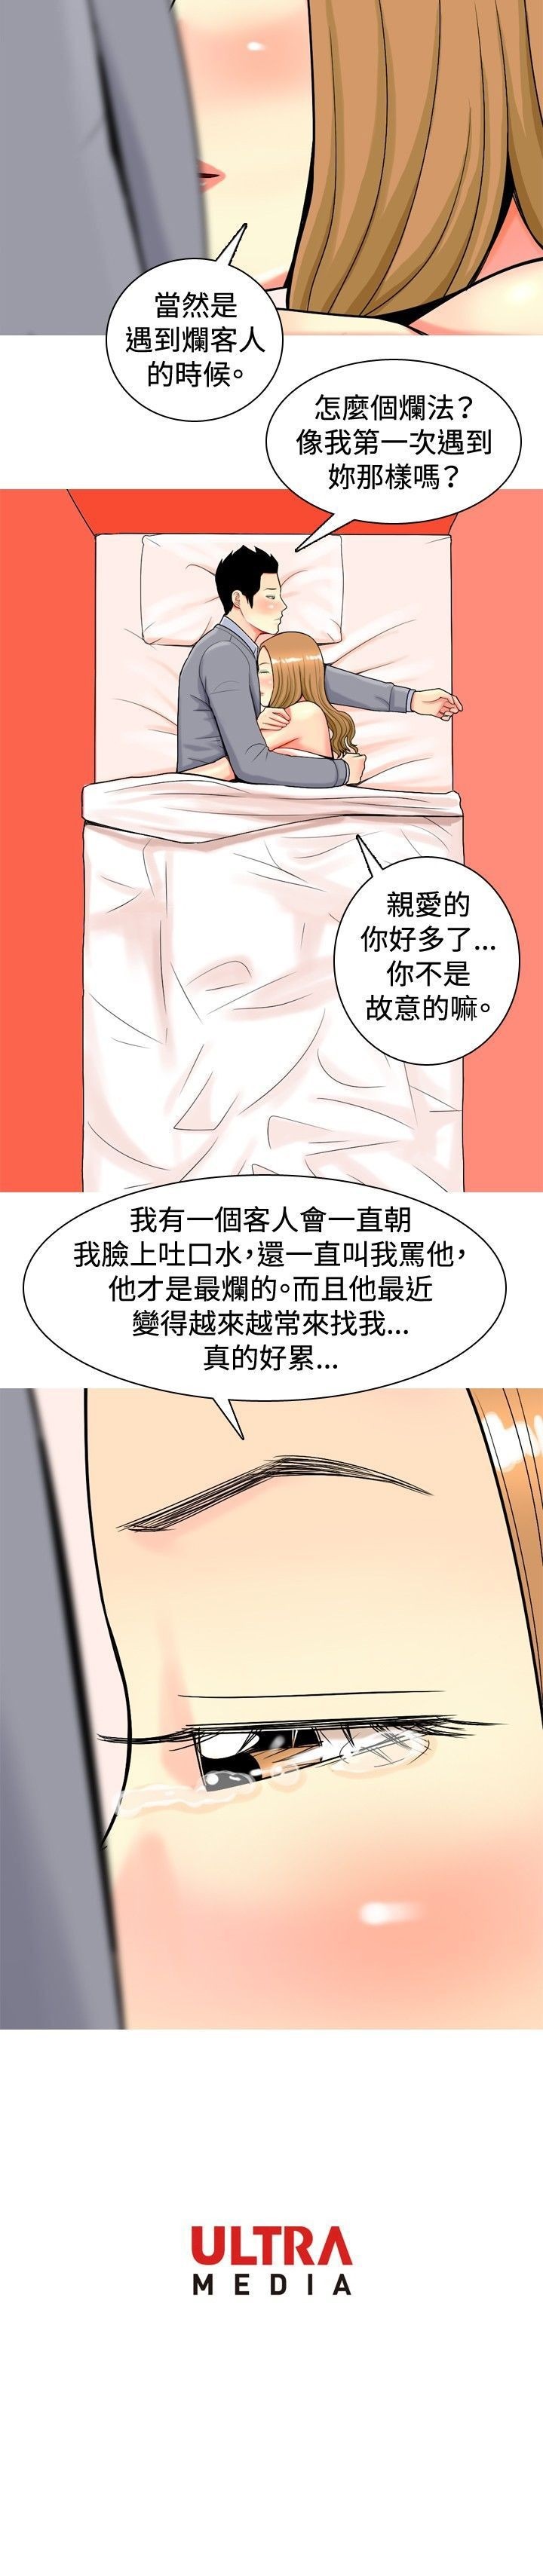 當然是
遇到爛客人
的時候。
怎麼個爛法？
像我第一次遇到
妳那樣嗎？
親愛的
你好多了...
你不是
故意的嘛。
我有一個客人會一直朝
我臉上吐口水，還一直叫我罵他，
他才是最爛的。而且他最近
變得越來越常來找我...
真的好累...
ULTRA
MEDIA